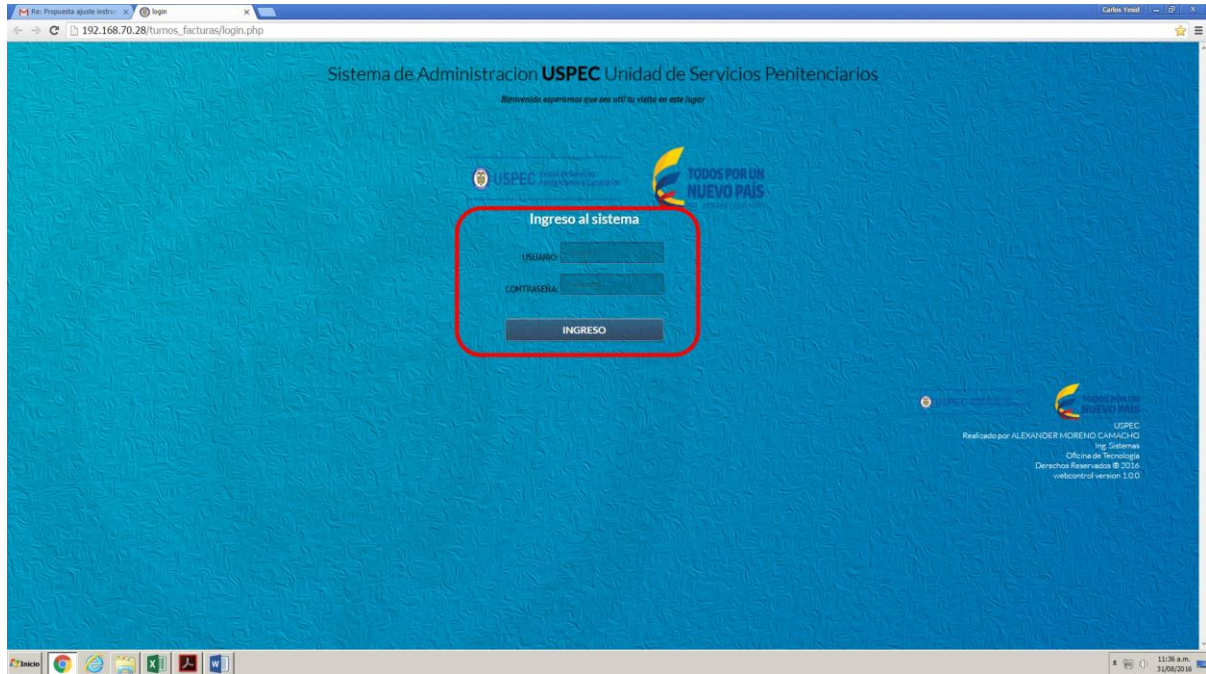 Re: Propuesta ajuste instru
login
Carlos Yesid
192.168.70.28/turnos_facturas/login.php
Sistema de Administracion USPEC Unidad de Servicios Penitenciarios
Bienvenido esperamos que sea util tu visita en este lugar
USPEC
TODOS POR UN
NUEVO PAÍS
Ingreso al sistema
USUARIO:
CONTRASEÑA:
INGRESO
USPEC
TODOS POR UN
NUEVO PAÍS
USPEC
Realizado por ALEXANDER MORENO CAMACHO
Ing. Sistemas
Oficina de Tecnología
Derechos Reservados ® 2016
webcontrol version 1.0.0
Inicio
11:36 a.m.
31/08/2016